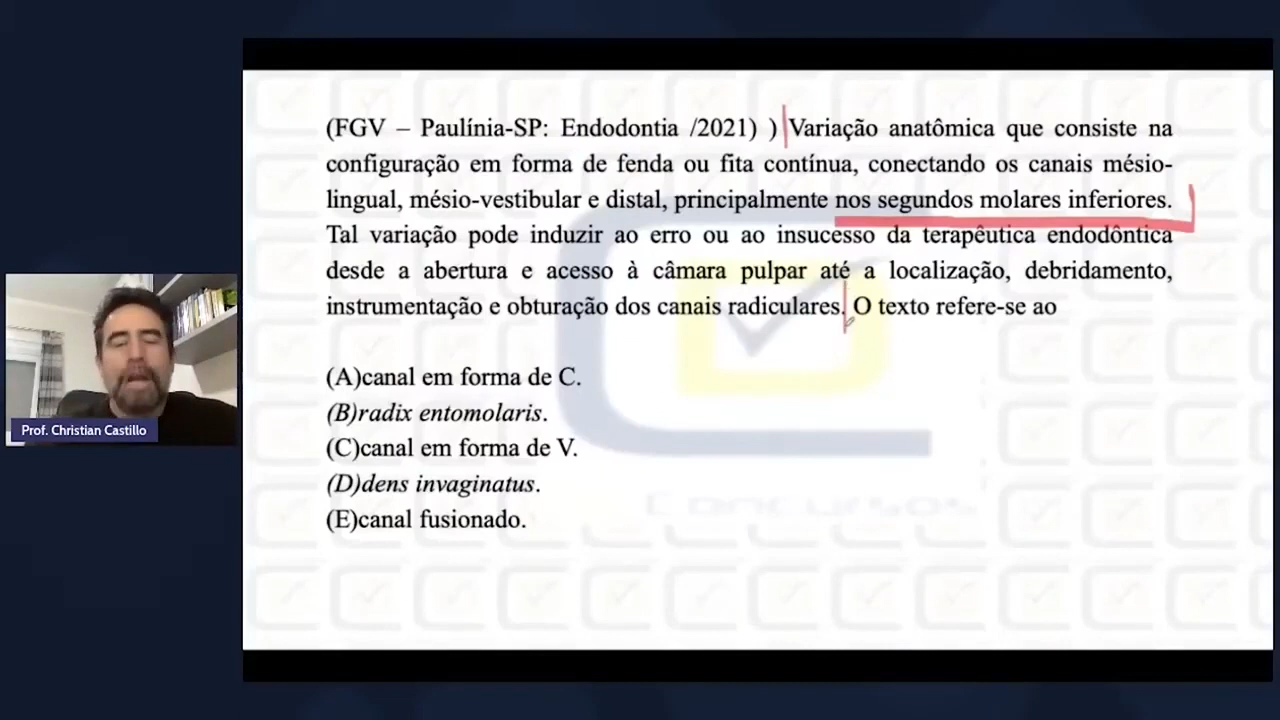 (FGV – Paulínia-SP: Endodontia /2021) ) Variação anatômica que consiste na
configuração em forma de fenda ou fita contínua, conectando os canais mésio-
lingual, mésio-vestibular e distal, principalmente nos segundos molares inferiores.
Tal variação pode induzir ao erro ou ao insucesso da terapêutica endodôntica
desde a abertura e acesso à câmara pulpar até a localização, debridamento,
instrumentação e obturação dos canais radiculares. O texto refere-se ao
(A)canal em forma de C.
(B)radix entomolaris.
(C)canal em forma de V.
(D)dens invaginatus.
(E)canal fusionado.
Prof. Christian Castillo
CONCURSOS